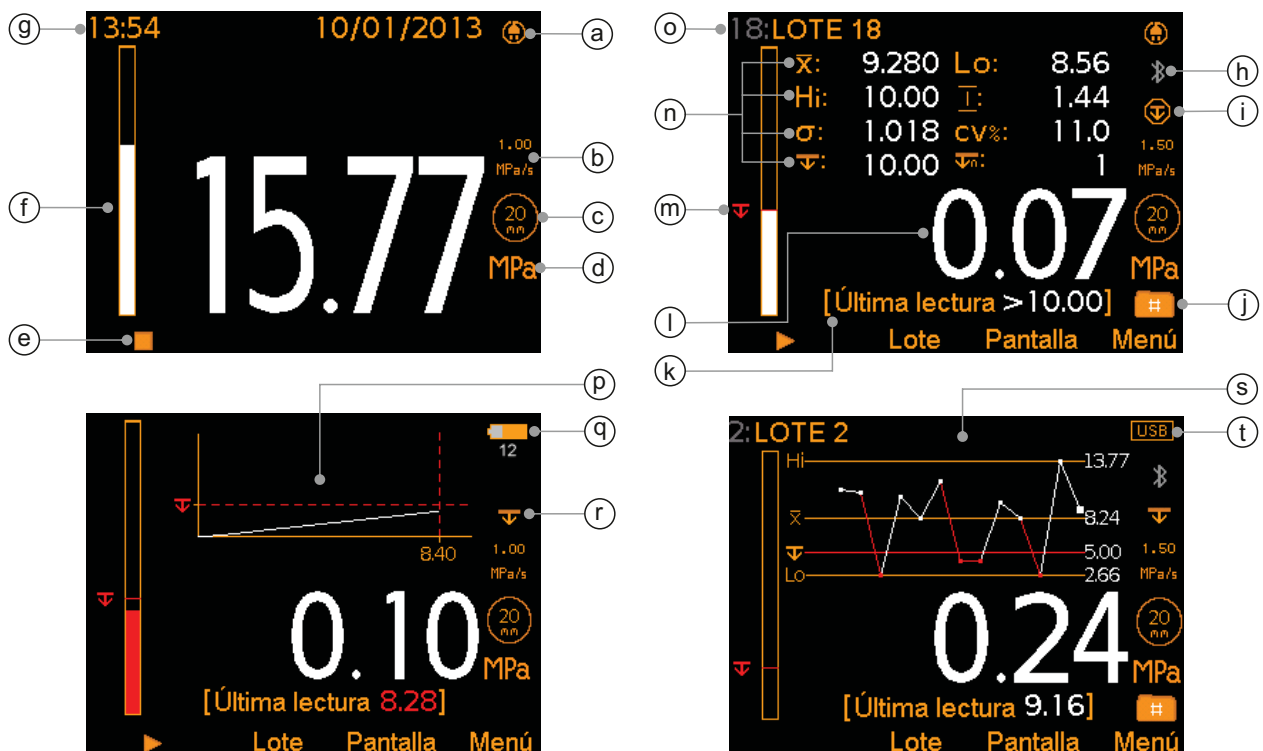 g
13:54
10/01/2013
a
1.00
MPa/s
b
f
15.77
20
mm
c
MPa
d
e
o
18:LOTE 18
x̅: 9.280 Lo: 8.56
h
n
Hi: 10.00 : 1.44
i
σ: 1.018 cv%: 11.0
1.50
: 10.00 n: 1
MPa/s
m
0.07
20
mm
l
MPa
[Última lectura >10.00]
#
j
Lote Pantalla Menú
k
p
q
12
r
8.40
1.00
MPa/s
0.10
20
mm
MPa
[Última lectura 8.28]
Lote Pantalla Menú
s
2:LOTE 2
USB
t
Hi 13.77
x̅ 8.24
5.00
1.50
Lo 2.66
MPa/s
0.24
20
mm
MPa
[Última lectura 9.16]
#
Lote Pantalla Menú